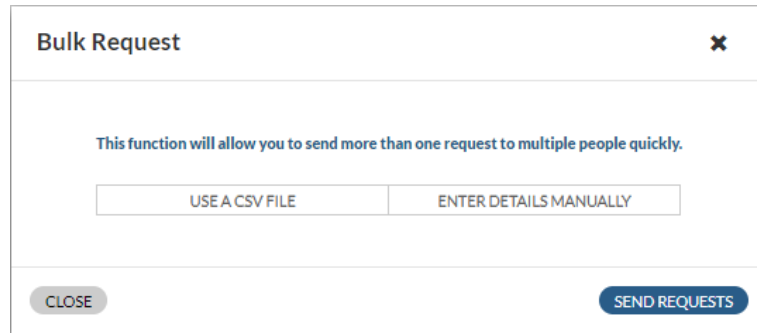 Bulk Request
This function will allow you to send more than one request to multiple people quickly.
USE A CSV FILE
ENTER DETAILS MANUALLY
CLOSE
SEND REQUESTS